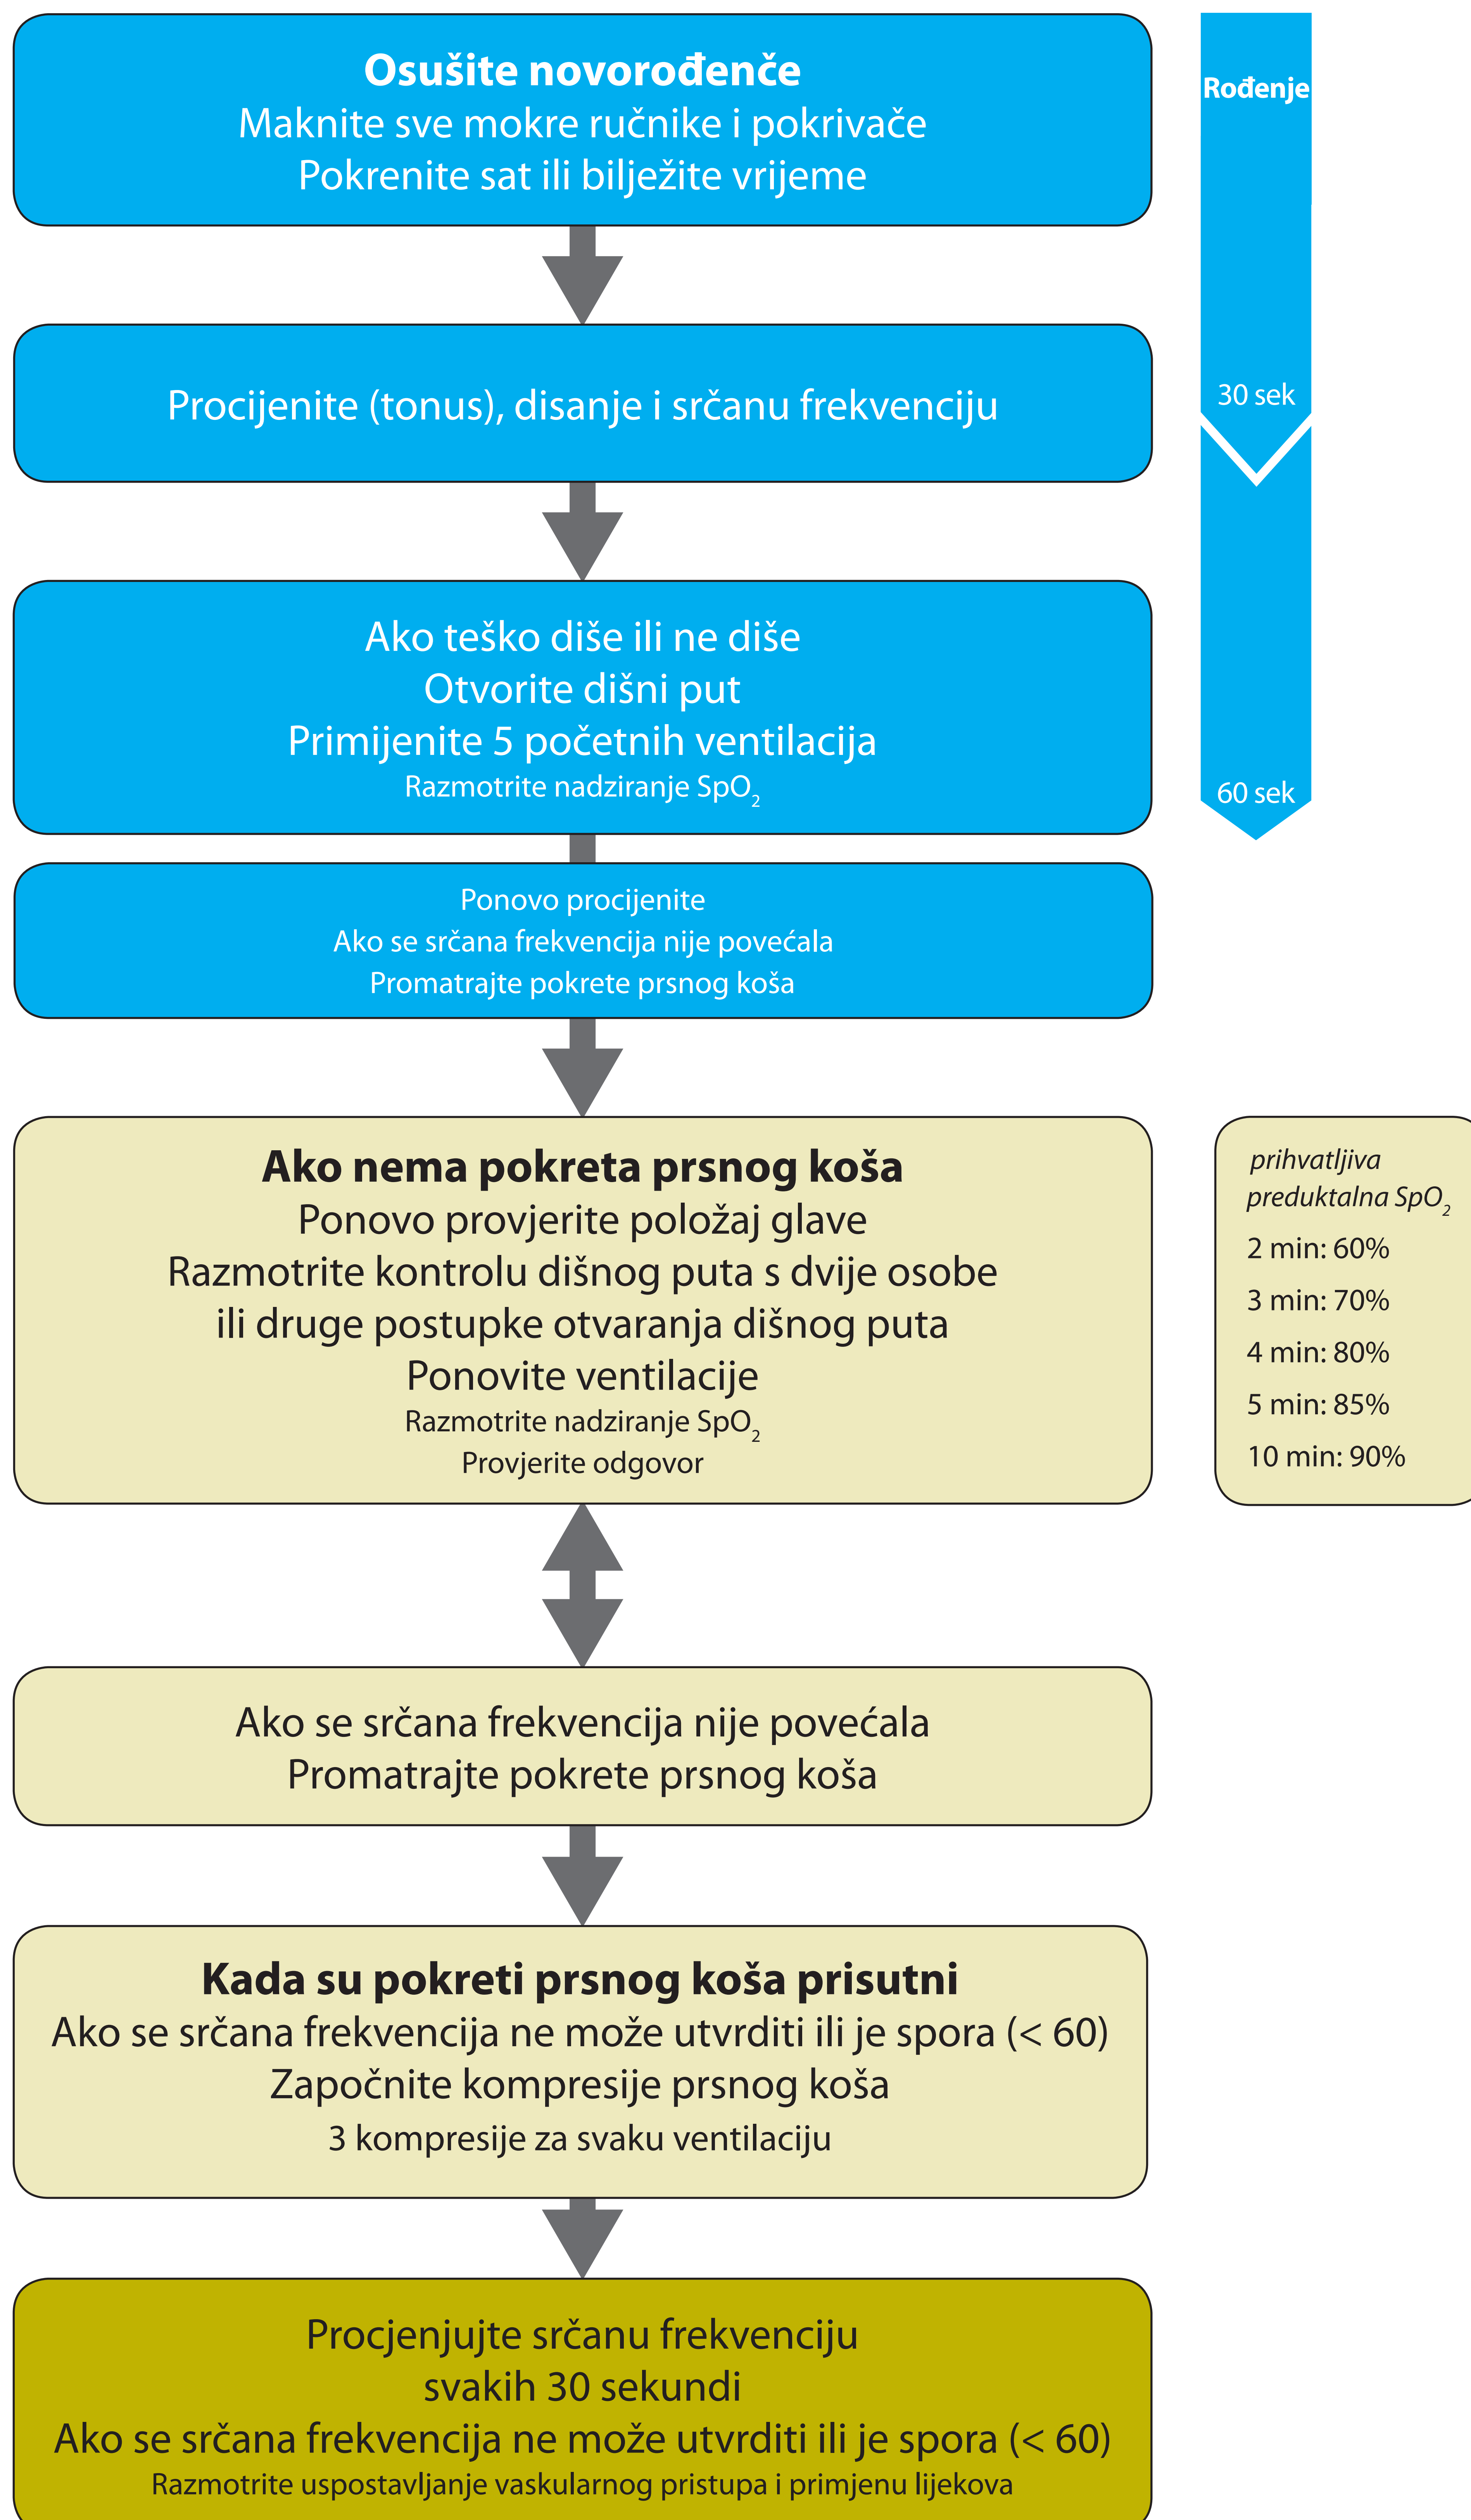 Osušite novorođenče
Maknite sve mokre ručnike i pokrivače
Pokrenite sat ili bilježite vrijeme
Rođenje
Procijenite (tonus), disanje i srčanu frekvenciju
30 sek
Ako teško diše ili ne diše
Otvorite dišni put
Primijenite 5 početnih ventilacija
Razmotrite nadziranje SpO₂
60 sek
Ponovo procijenite
Ako se srčana frekvencija nije povećala
Promatrajte pokrete prsnog koša
Ako nema pokreta prsnog koša
Ponovo provjerite položaj glave
Razmotrite kontrolu dišnog puta s dvije osobe
ili druge postupke otvaranja dišnog puta
Ponovite ventilacije
Razmotrite nadziranje SpO₂
Provjerite odgovor
prihvatljiva
preduktalna SpO₂
2 min: 60%
3 min: 70%
4 min: 80%
5 min: 85%
10 min: 90%
Ako se srčana frekvencija nije povećala
Promatrajte pokrete prsnog koša
Kada su pokreti prsnog koša prisutni
Ako se srčana frekvencija ne može utvrditi ili je spora (< 60)
Započnite kompresije prsnog koša
3 kompresije za svaku ventilaciju
Procjenjujte srčanu frekvenciju
svakih 30 sekundi
Ako se srčana frekvencija ne može utvrditi ili je spora (< 60)
Razmotrite uspostavljanje vaskularnog pristupa i primjenu lijekova